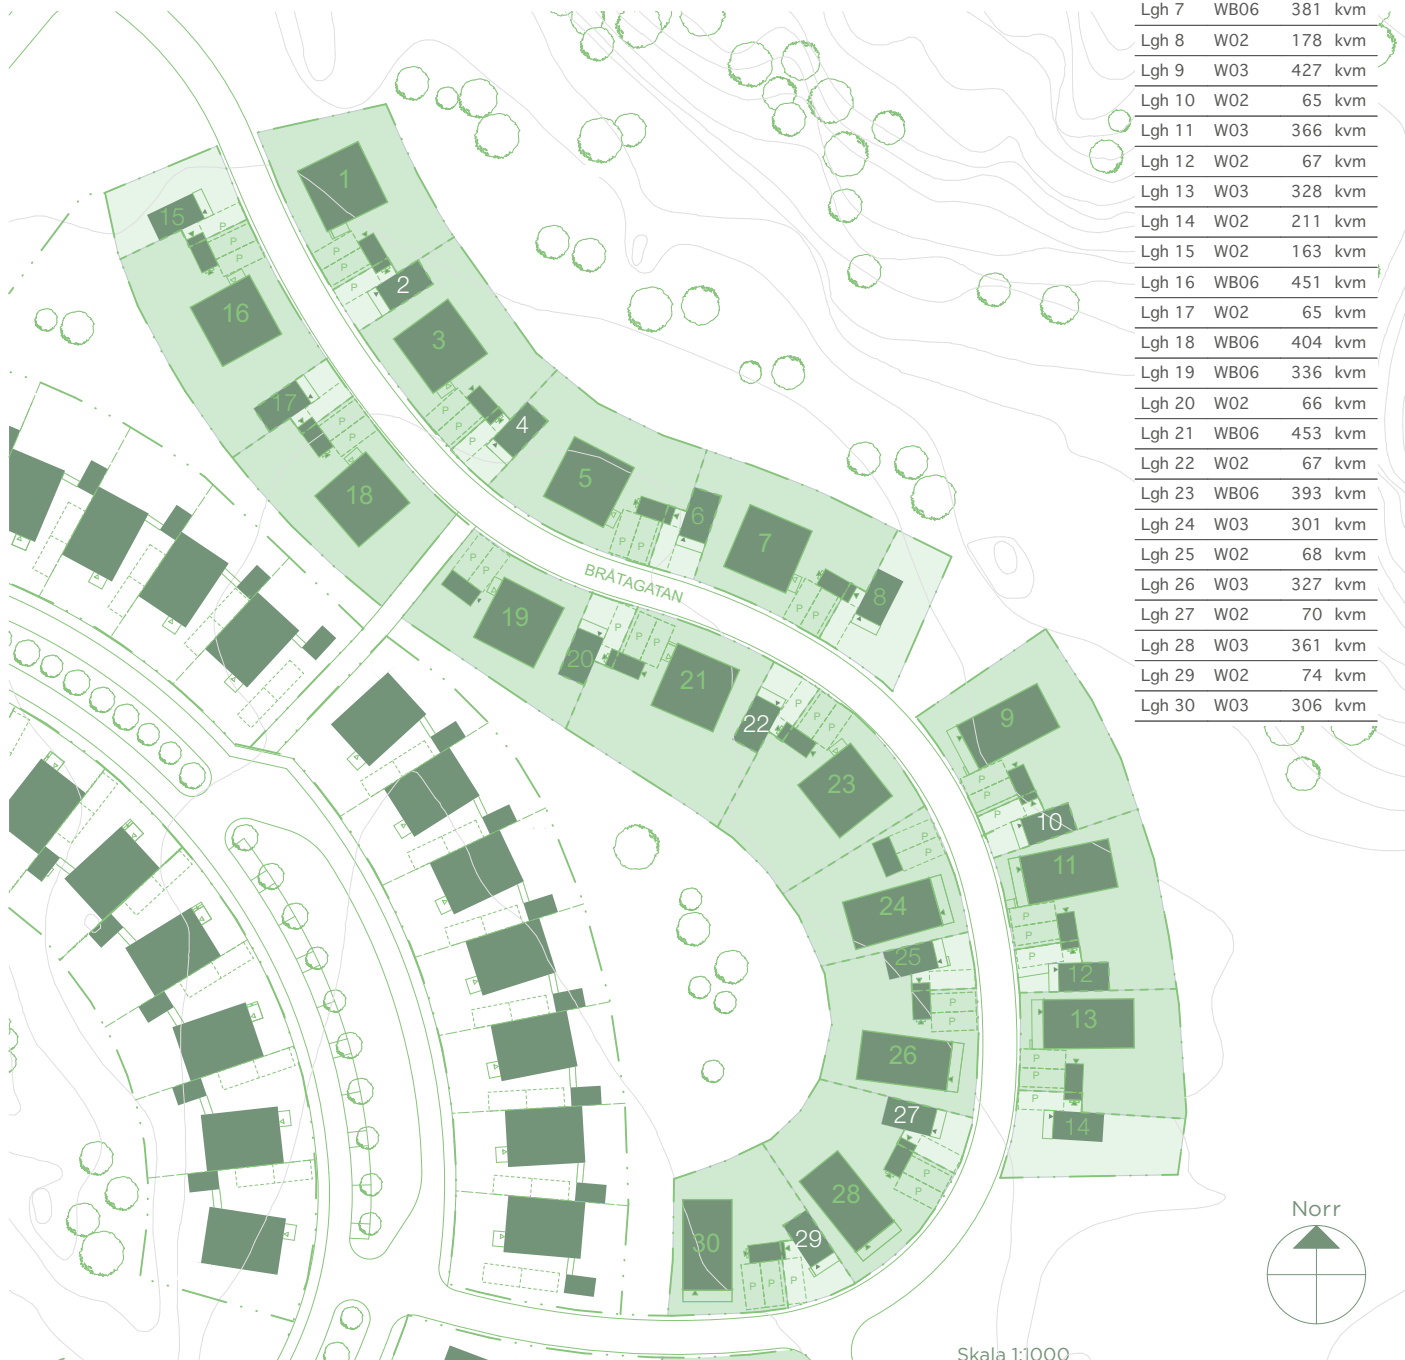 Lgh 7 WB06 381 kvm
Lgh 8 W02 178 kvm
Lgh 9 W03 427 kvm
Lgh 10 W02 65 kvm
Lgh 11 W03 366 kvm
Lgh 12 W02 67 kvm
Lgh 13 W03 328 kvm
Lgh 14 W02 211 kvm
Lgh 15 W02 163 kvm
Lgh 16 WB06 451 kvm
Lgh 17 W02 65 kvm
Lgh 18 WB06 404 kvm
Lgh 19 WB06 336 kvm
Lgh 20 W02 66 kvm
Lgh 21 WB06 453 kvm
Lgh 22 W02 67 kvm
Lgh 23 WB06 393 kvm
Lgh 24 W03 301 kvm
Lgh 25 W02 68 kvm
Lgh 26 W03 327 kvm
Lgh 27 W02 70 kvm
Lgh 28 W03 361 kvm
Lgh 29 W02 74 kvm
Lgh 30 W03 306 kvm
1
2
3
4
5
6
7
8
9
10
11
12
13
14
15
16
17
18
19
20
21
22
23
24
25
26
27
28
29
30
P P
P P
P
P P
P P
P P
P P
P P
P P
P P
P P
P P
P P
P P
P P
P
P P
P
P P
P
P P
P P
P P
P P P
BRÅTAGATAN
Norr
Skala 1:1000